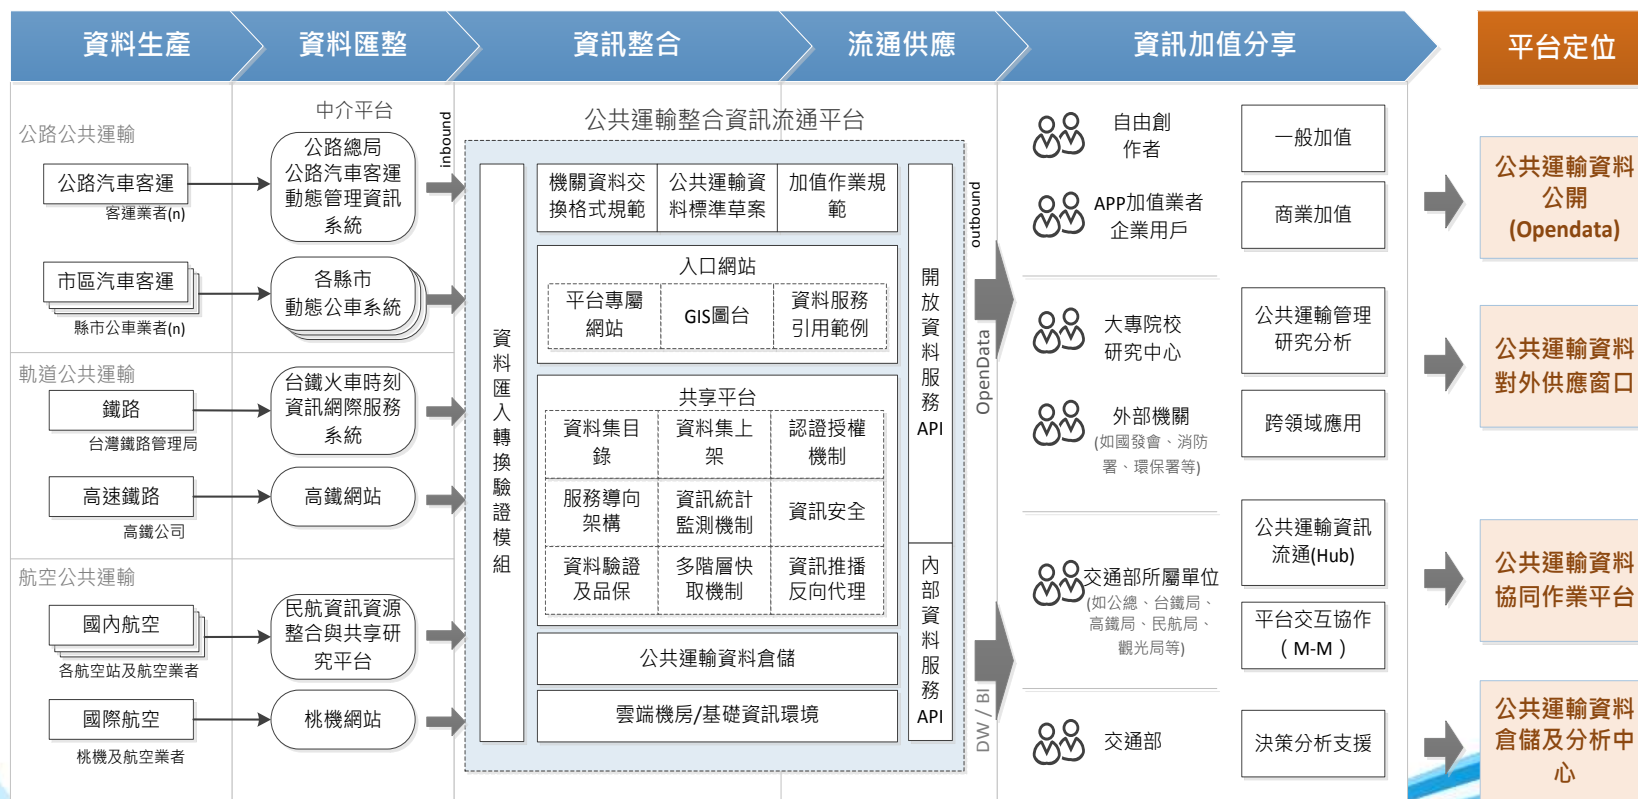 資料生產
資料匯整
資訊整合
流通供應
資訊加值分享
平台定位
公路公共運輸
公路汽車客運
客運業者(n)
市區汽車客運
縣市公車業者(n)
軌道公共運輸
鐵路
台灣鐵路管理局
高速鐵路
高鐵公司
航空公共運輸
國內航空
各航空站及航空業者
國際航空
桃機及航空業者
中介平台
公路總局
公路汽車客運
動態管理資訊
系統
各縣市
動態公車系統
台鐵火車時刻
資訊網際服務
系統
高鐵網站
民航資訊資源
整合與共享研
究平台
桃機網站
inbound
公共運輸整合資訊流通平台
資料匯入轉換驗證模組
機關資料交
換格式規範
公共運輸資
料標準草案
加值作業規
範
入口網站
平台專屬
網站
GIS圖台
資料服務
引用範例
共享平台
資料集目
錄
資料集上
架
認證授權
機制
服務導向
架構
資訊統計
監測機制
資訊安全
資料驗證
及品保
多階層快
取機制
資訊推播
反向代理
公共運輸資料倉儲
雲端機房/基礎資訊環境
開放資料服務
API
內部資料服務
API
outbound
OpenData
DW / BI
自由創
作者
一般加值
APP加值業者
企業用戶
商業加值
大專院校
研究中心
公共運輸管理
研究分析
外部機關
(如國發會、消防
署、環保署等)
跨領域應用
交通部所屬單位
(如公總、台鐵局、
高鐵局、民航局、
觀光局等)
公共運輸資訊
流通(Hub)
平台交互協作
( M-M )
交通部
決策分析支援
公共運輸資料
公開
(Opendata)
公共運輸資料
對外供應窗口
公共運輸資料
協同作業平台
公共運輸資料
倉儲及分析中
心